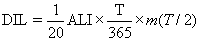 DIL = 1/20 ALI × T/365 × m(T/2)